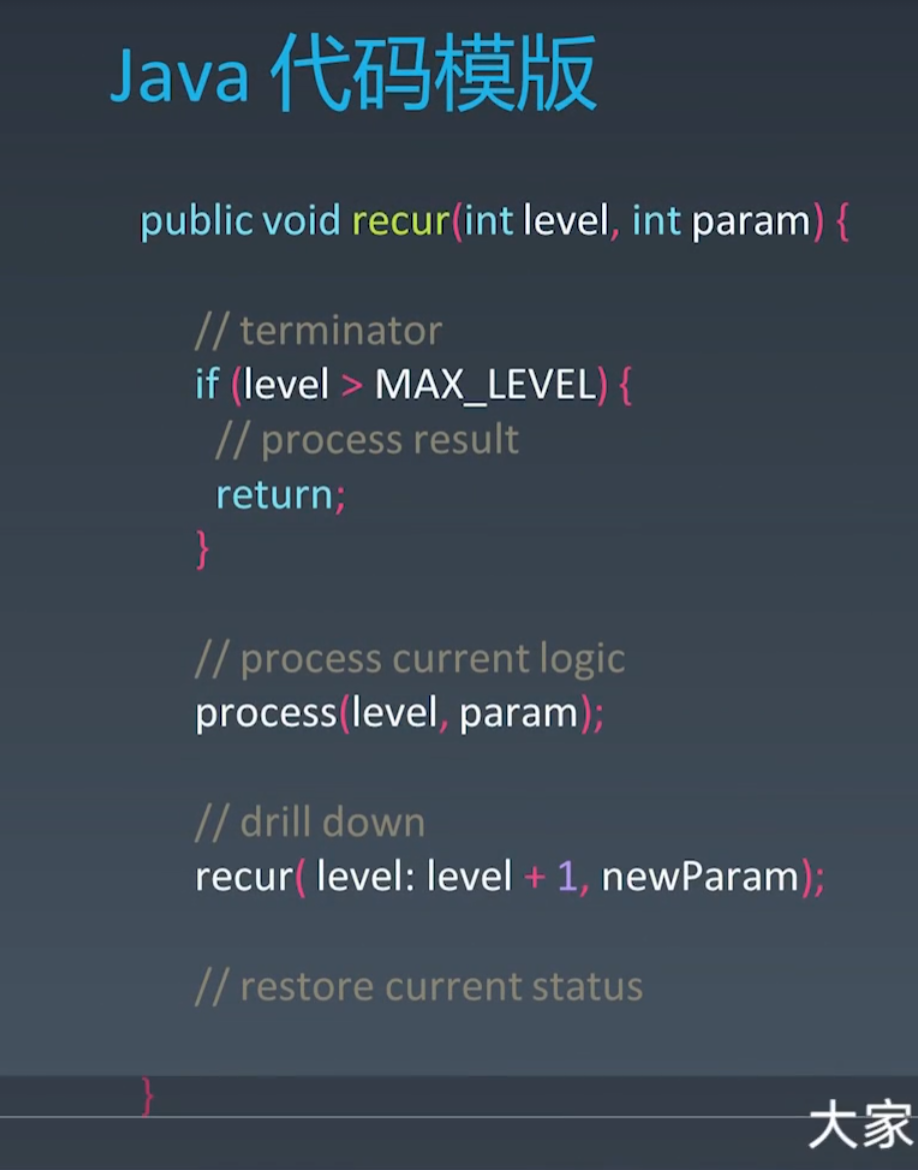 Java 代码模版
public void recur(int level, int param) {
// terminator
if (level > MAX_LEVEL) {
// process result
return;
}
// process current logic
process(level, param);
// drill down
recur( level: level + 1, newParam);
// restore current status
}
大家